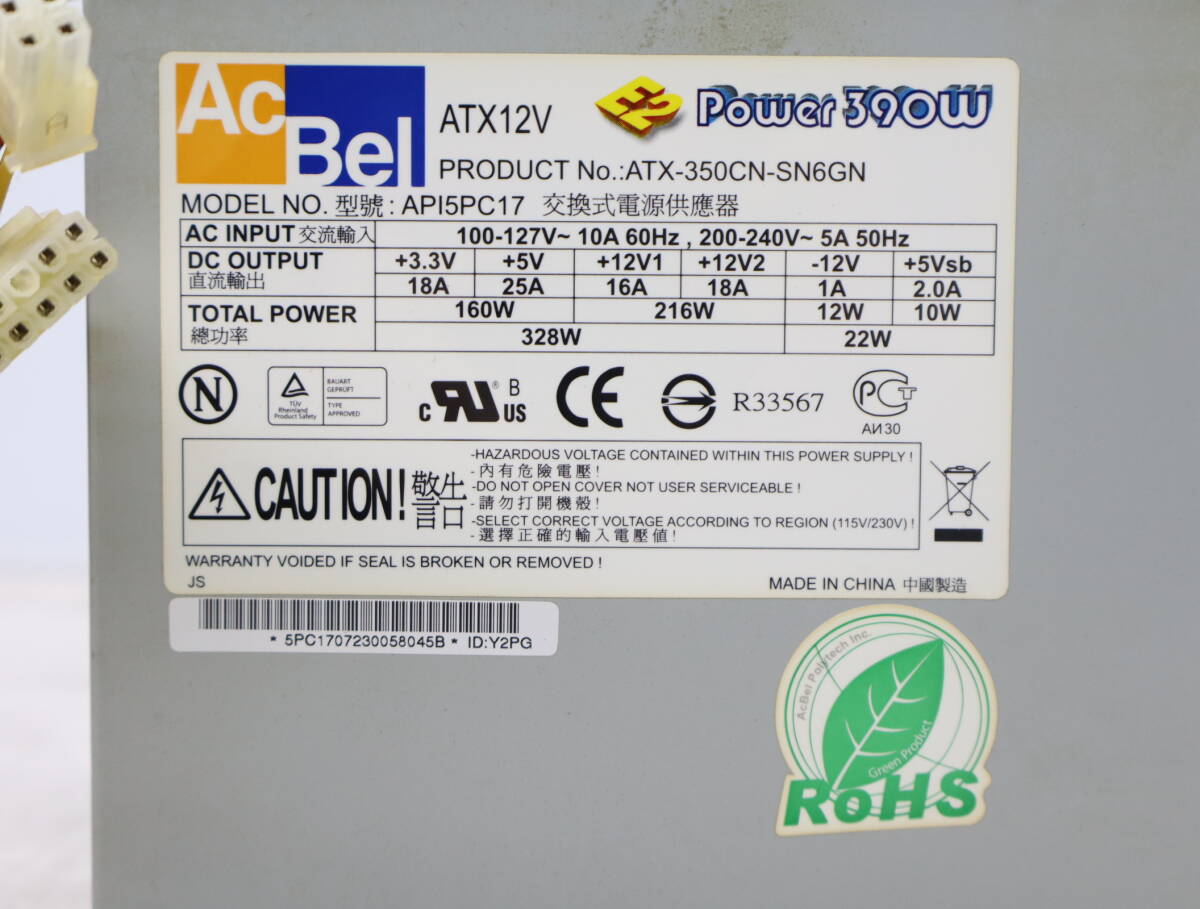 AcBel
ATX12V
E2 Power 390W
PRODUCT No.:ATX-350CN-SN6GN
MODEL NO. 型號: API5PC17 交換式電源供應器
AC INPUT 交流輸入 100-127V~ 10A 60Hz , 200-240V~ 5A 50Hz
DC OUTPUT +3.3V +5V +12V1 +12V2 -12V +5Vsb
直流輸出 18A 25A 16A 18A 1A 2.0A
TOTAL POWER 160W 216W 12W 10W
總功率 328W 22W
N
TÜV
Rheinland
Product Safety
BAUART
GEPRÜFT
TYPE
APPROVED
c RU ® US
B
CE
R33567
PCT
АИ30
CAUTION! 警告
-HAZARDOUS VOLTAGE CONTAINED WITHIN THIS POWER SUPPLY !
-內有危險電壓!
-DO NOT OPEN COVER NOT USER SERVICEABLE !
-請勿打開機殼!
-SELECT CORRECT VOLTAGE ACCORDING TO REGION (115V/230V)!
-選擇正確的輸入電壓值!
WARRANTY VOIDED IF SEAL IS BROKEN OR REMOVED !
JS
MADE IN CHINA 中國製造
* 5PC1707230058045B * ID:Y2PG
AcBel Polytech Inc.
Green Product
RoHS
A